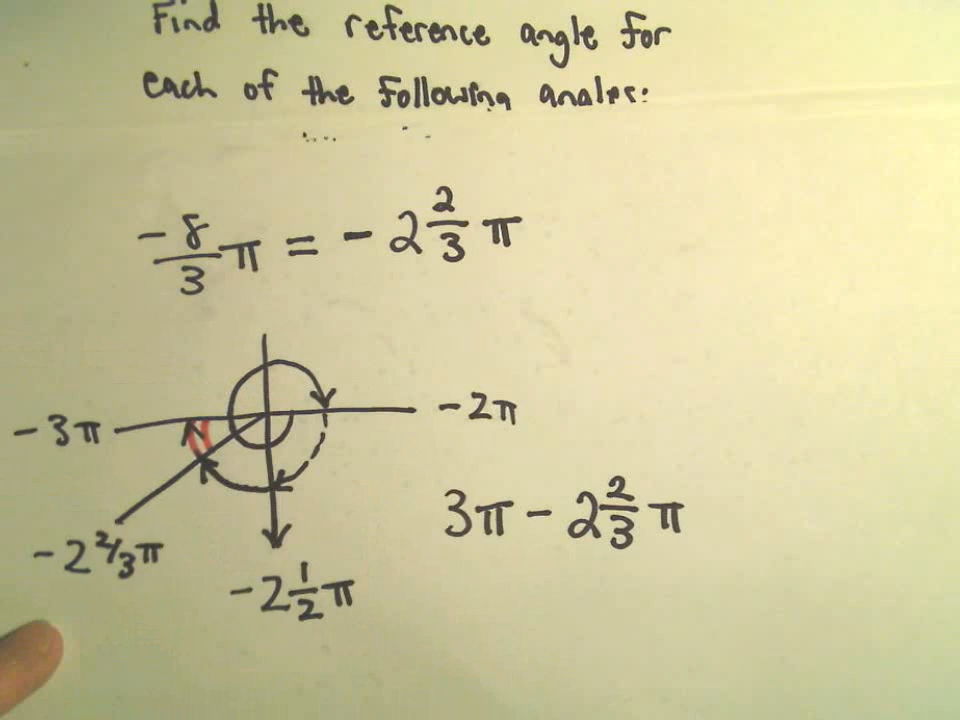 Find the reference angle for
each of the following angles:
-8/3 π = -2 2/3 π
-3π
-2π
3π - 2 2/3 π
-2 2/3 π
-2 1/2 π